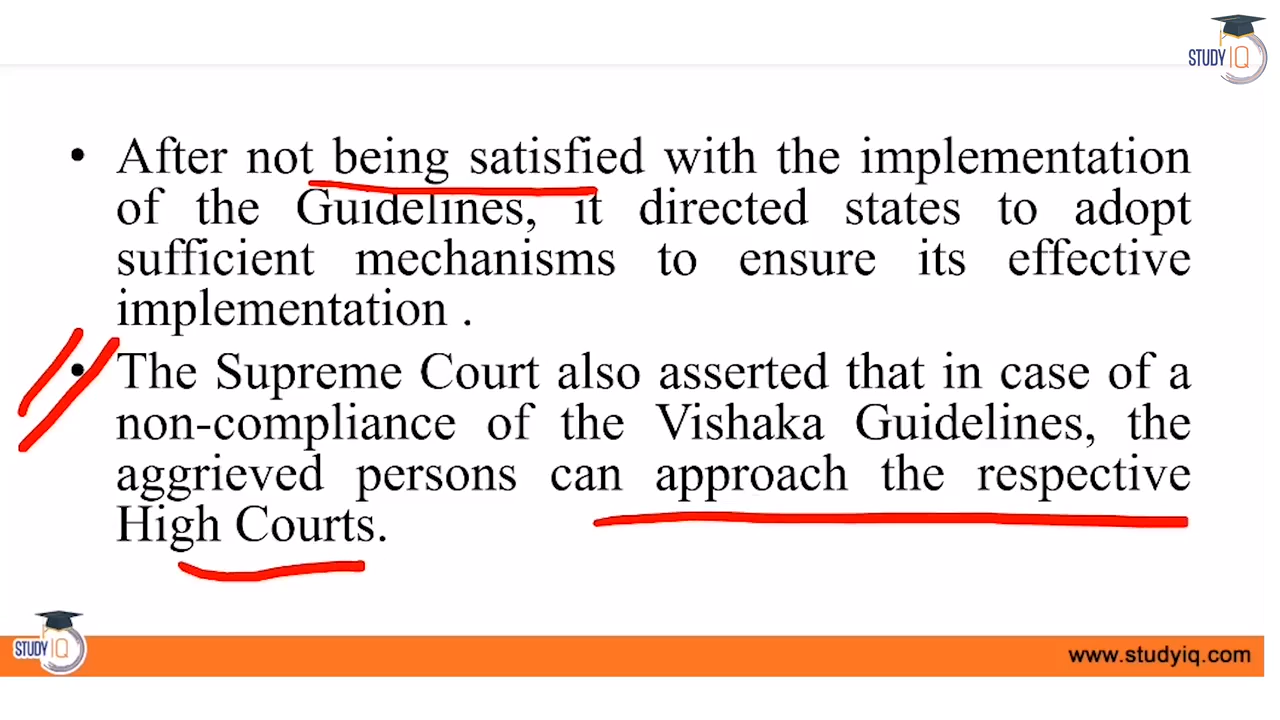 STUDY IQ
• After not being satisfied with the implementation
of the Guidelines, it directed states to adopt
sufficient mechanisms to ensure its effective
implementation .
• The Supreme Court also asserted that in case of a
non-compliance of the Vishaka Guidelines, the
aggrieved persons can approach the respective
High Courts.
STUDY IQ
www.studyiq.com